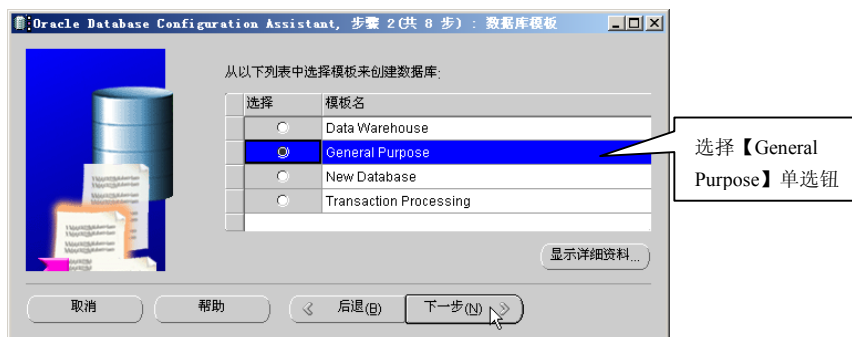 Oracle Database Configuration Assistant, 步骤 2(共 8 步) : 数据库模板
从以下列表中选择模板来创建数据库:
选择 模板名
Data Warehouse
General Purpose
New Database
Transaction Processing
选择【General
Purpose】单选钮
显示详细资料...
取消 帮助 后退(B) 下一步(N)